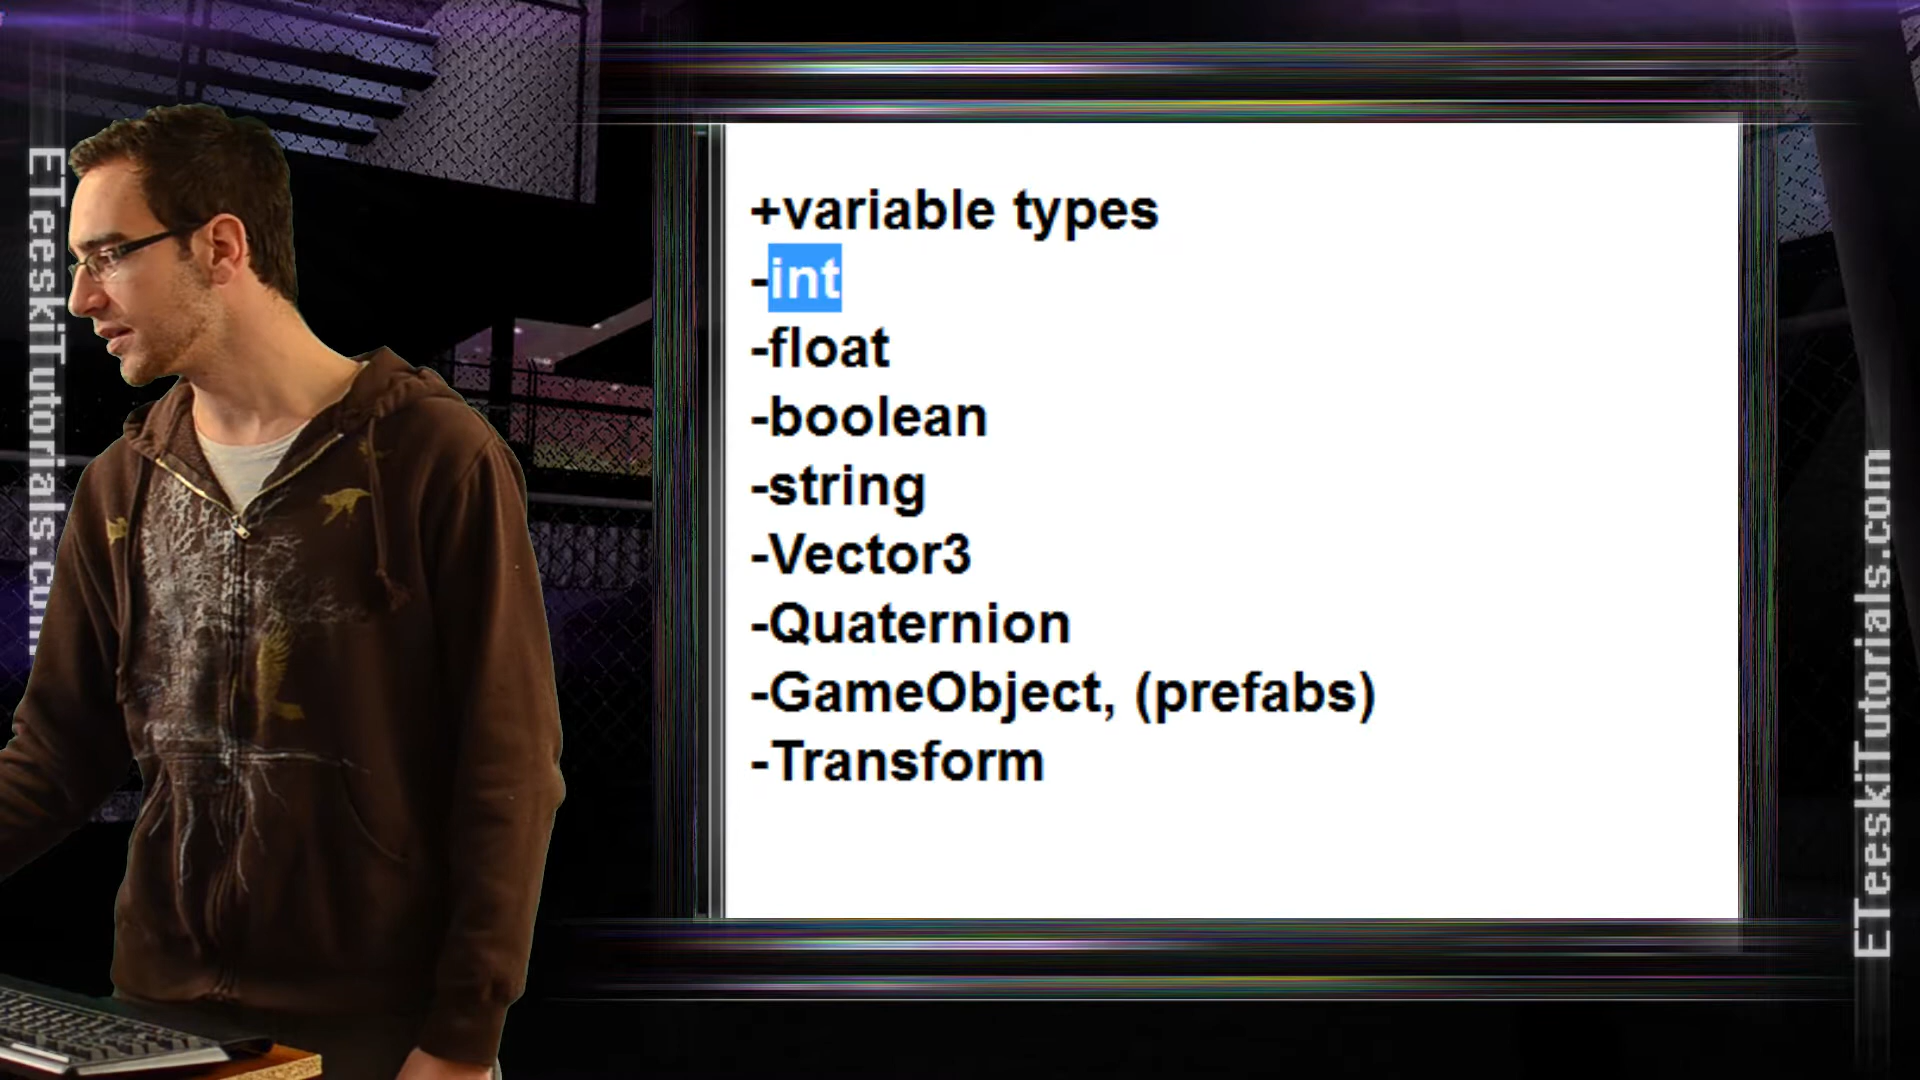 ETeeskiTutorials.com
+variable types
-int
-float
-boolean
-string
-Vector3
-Quaternion
-GameObject, (prefabs)
-Transform
ETeeskiTutorials.com